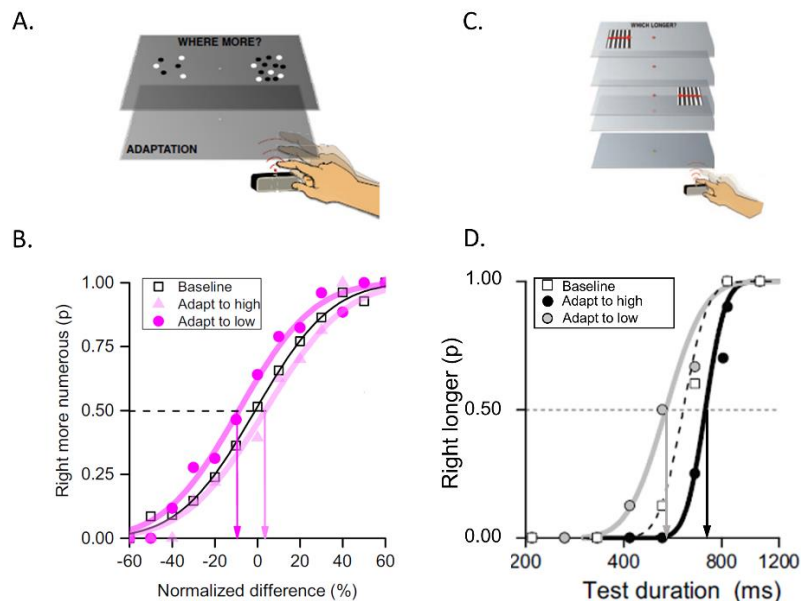 A.
WHERE MORE?
ADAPTATION
B.
1.00
0.75
0.50
0.25
0.00
Right more numerous (p)
Baseline
Adapt to high
Adapt to low
-60 -40 -20 0 20 40 60
Normalized difference (%)
C.
WHICH LONGER?
D.
1.00
0.50
0.00
Right longer (p)
Baseline
Adapt to high
Adapt to low
200 400 800 1200
Test duration (ms)